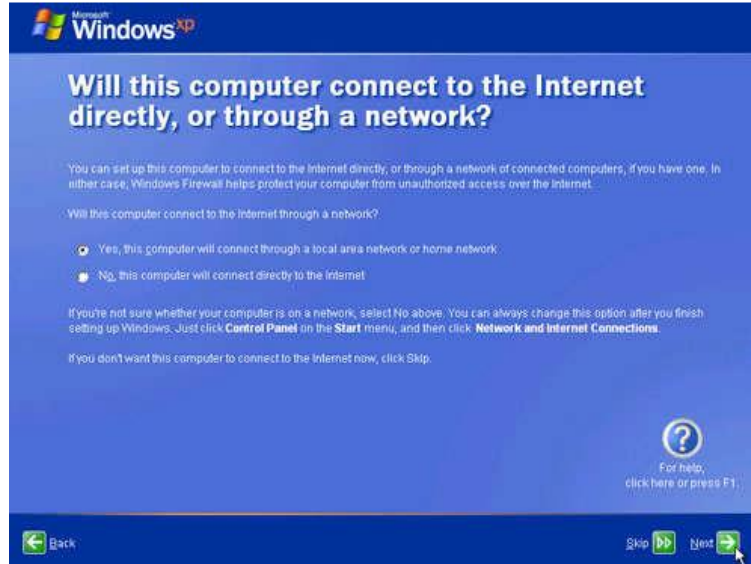 Microsoft
Windows xp
Will this computer connect to the Internet
directly, or through a network?
You can set up this computer to connect to the Internet directly, or through a network of connected computers, if you have one. In
either case, Windows Firewall helps protect your computer from unauthorized access over the Internet.
Will this computer connect to the Internet through a network?
Yes, this computer will connect through a local area network or home network
No, this computer will connect directly to the Internet
If you're not sure whether your computer is on a network, select No above. You can always change this option after you finish
setting up Windows. Just click Control Panel on the Start menu, and then click Network and Internet Connections.
If you don't want this computer to connect to the Internet now, click Skip.
For help,
click here or press F1.
Back
Skip
Next